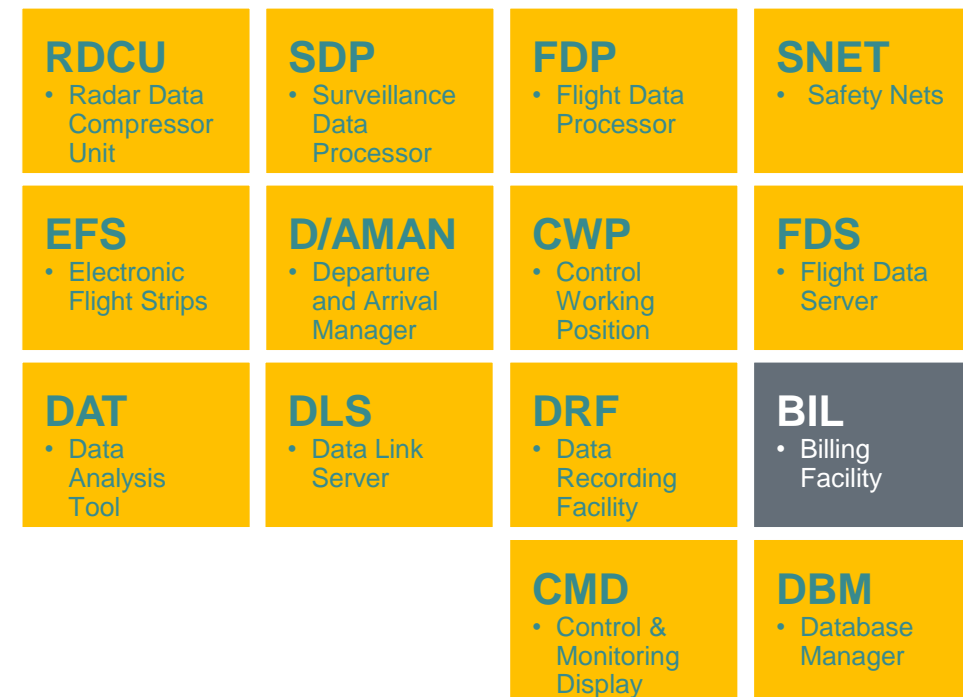 RDCU
• Radar Data
Compressor
Unit
SDP
• Surveillance
Data
Processor
FDP
• Flight Data
Processor
SNET
• Safety Nets
EFS
• Electronic
Flight Strips
D/AMAN
• Departure
and Arrival
Manager
CWP
• Control
Working
Position
FDS
• Flight Data
Server
DAT
• Data
Analysis
Tool
DLS
• Data Link
Server
DRF
• Data
Recording
Facility
BIL
• Billing
Facility
CMD
• Control &
Monitoring
Display
DBM
• Database
Manager